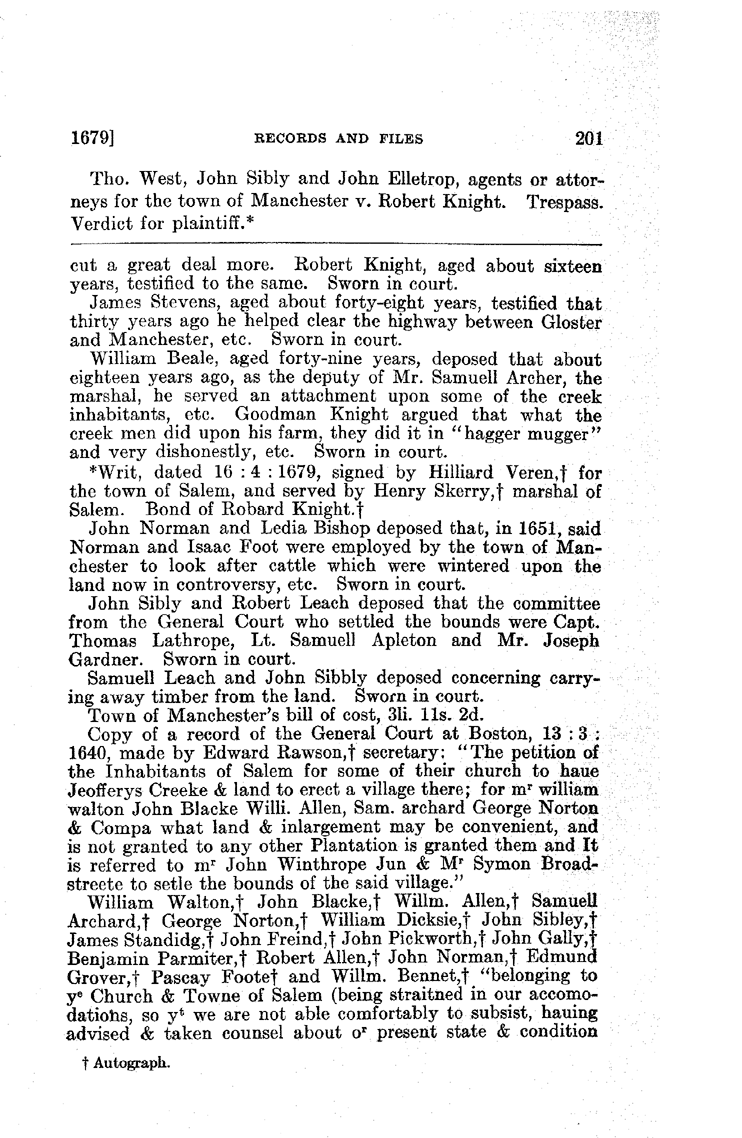 1679] RECORDS AND FILES 201
Tho. West, John Sibly and John Elletrop, agents or attor-
neys for the town of Manchester v. Robert Knight. Trespass.
Verdict for plaintiff.*
cut a great deal more. Robert Knight, aged about sixteen
years, testified to the same. Sworn in court.
James Stevens, aged about forty-eight years, testified that
thirty years ago he helped clear the highway between Gloster
and Manchester, etc. Sworn in court.
William Beale, aged forty-nine years, deposed that about
eighteen years ago, as the deputy of Mr. Samuell Archer, the
marshal, he served an attachment upon some of the creek
inhabitants, etc. Goodman Knight argued that what the
creek men did upon his farm, they did it in "hagger mugger"
and very dishonestly, etc. Sworn in court.
*Writ, dated 16 : 4 : 1679, signed by Hilliard Veren,† for
the town of Salem, and served by Henry Skerry,† marshal of
Salem. Bond of Robard Knight.†
John Norman and Ledia Bishop deposed that, in 1651, said
Norman and Isaac Foot were employed by the town of Man-
chester to look after cattle which were wintered upon the
land now in controversy, etc. Sworn in court.
John Sibly and Robert Leach deposed that the committee
from the General Court who settled the bounds were Capt.
Thomas Lathrope, Lt. Samuell Apleton and Mr. Joseph
Gardner. Sworn in court.
Samuell Leach and John Sibbly deposed concerning carry-
ing away timber from the land. Sworn in court.
Town of Manchester's bill of cost, 3li. 11s. 2d.
Copy of a record of the General Court at Boston, 13 : 3 :
1640, made by Edward Rawson,† secretary: "The petition of
the Inhabitants of Salem for some of their church to haue
Jeofferys Creeke & land to erect a village there; for mʳ william
walton John Blacke Willi. Allen, Sam. archard George Norton
& Compa what land & inlargement may be convenient, and
is not granted to any other Plantation is granted them and It
is referred to mʳ John Winthrope Jun & Mʳ Symon Broad-
streete to setle the bounds of the said village."
William Walton,† John Blacke,† Willm. Allen,† Samuell
Archard,† George Norton,† William Dicksie,† John Sibley,†
James Standidg,† John Freind,† John Pickworth,† John Gally,†
Benjamin Parmiter,† Robert Allen,† John Norman,† Edmund
Grover,† Pascay Foote† and Willm. Bennet,† "belonging to
yᵉ Church & Towne of Salem (being straitned in our accomo-
dations, so yᵗ we are not able comfortably to subsist, hauing
advised & taken counsel about oʳ present state & condition
† Autograph.